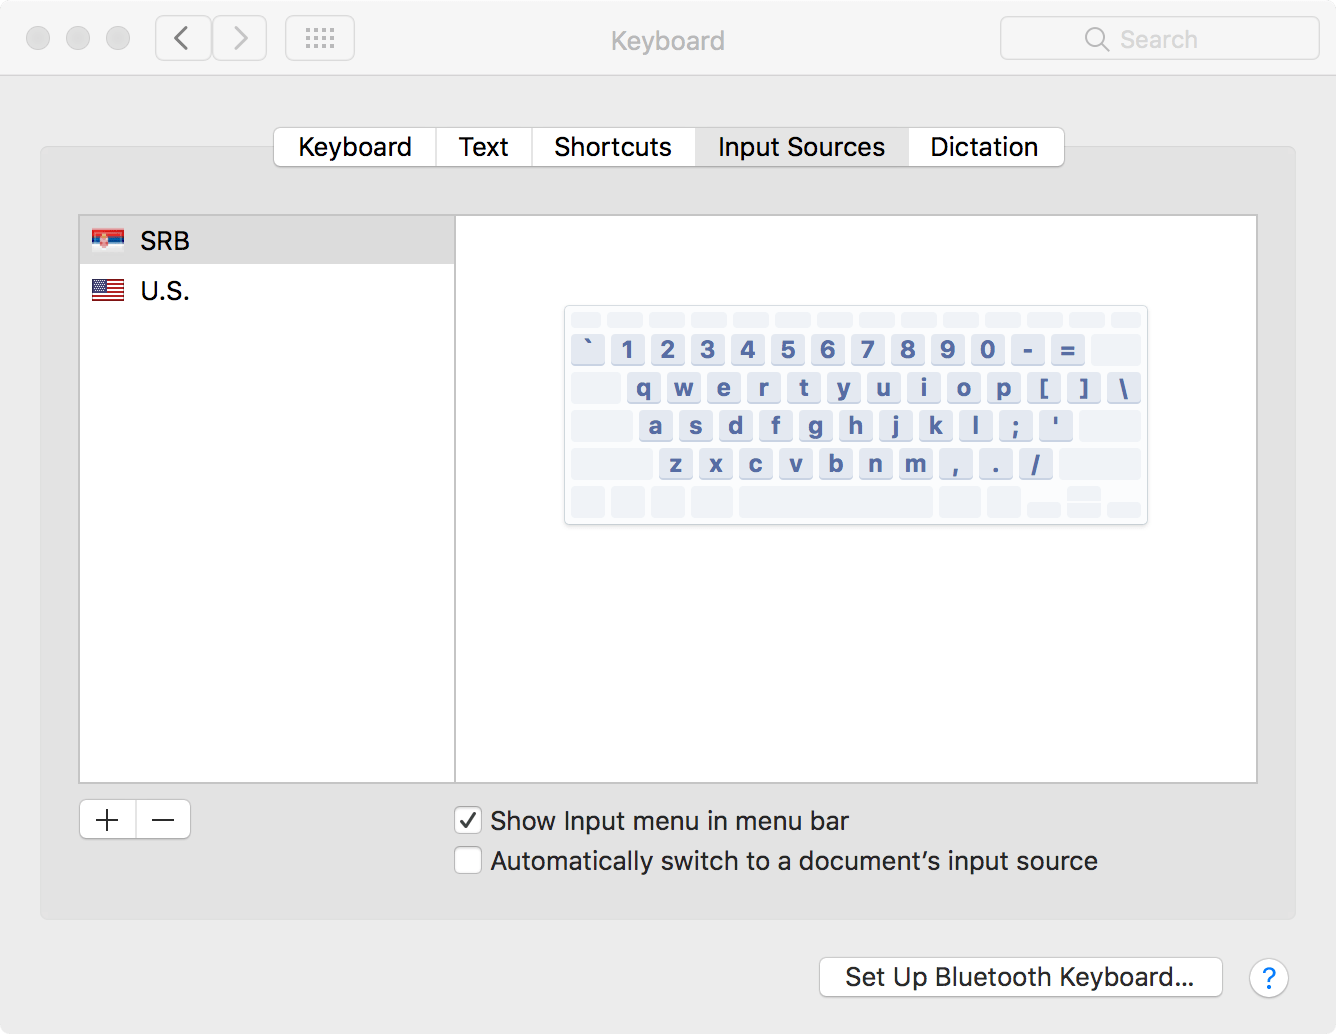 Keyboard
Search
Keyboard Text Shortcuts Input Sources Dictation
SRB
U.S.
` 1 2 3 4 5 6 7 8 9 0 - =
q w e r t y u i o p [ ] \
a s d f g h j k l ; '
z x c v b n m , . /
Show Input menu in menu bar
Automatically switch to a document’s input source
Set Up Bluetooth Keyboard... ?